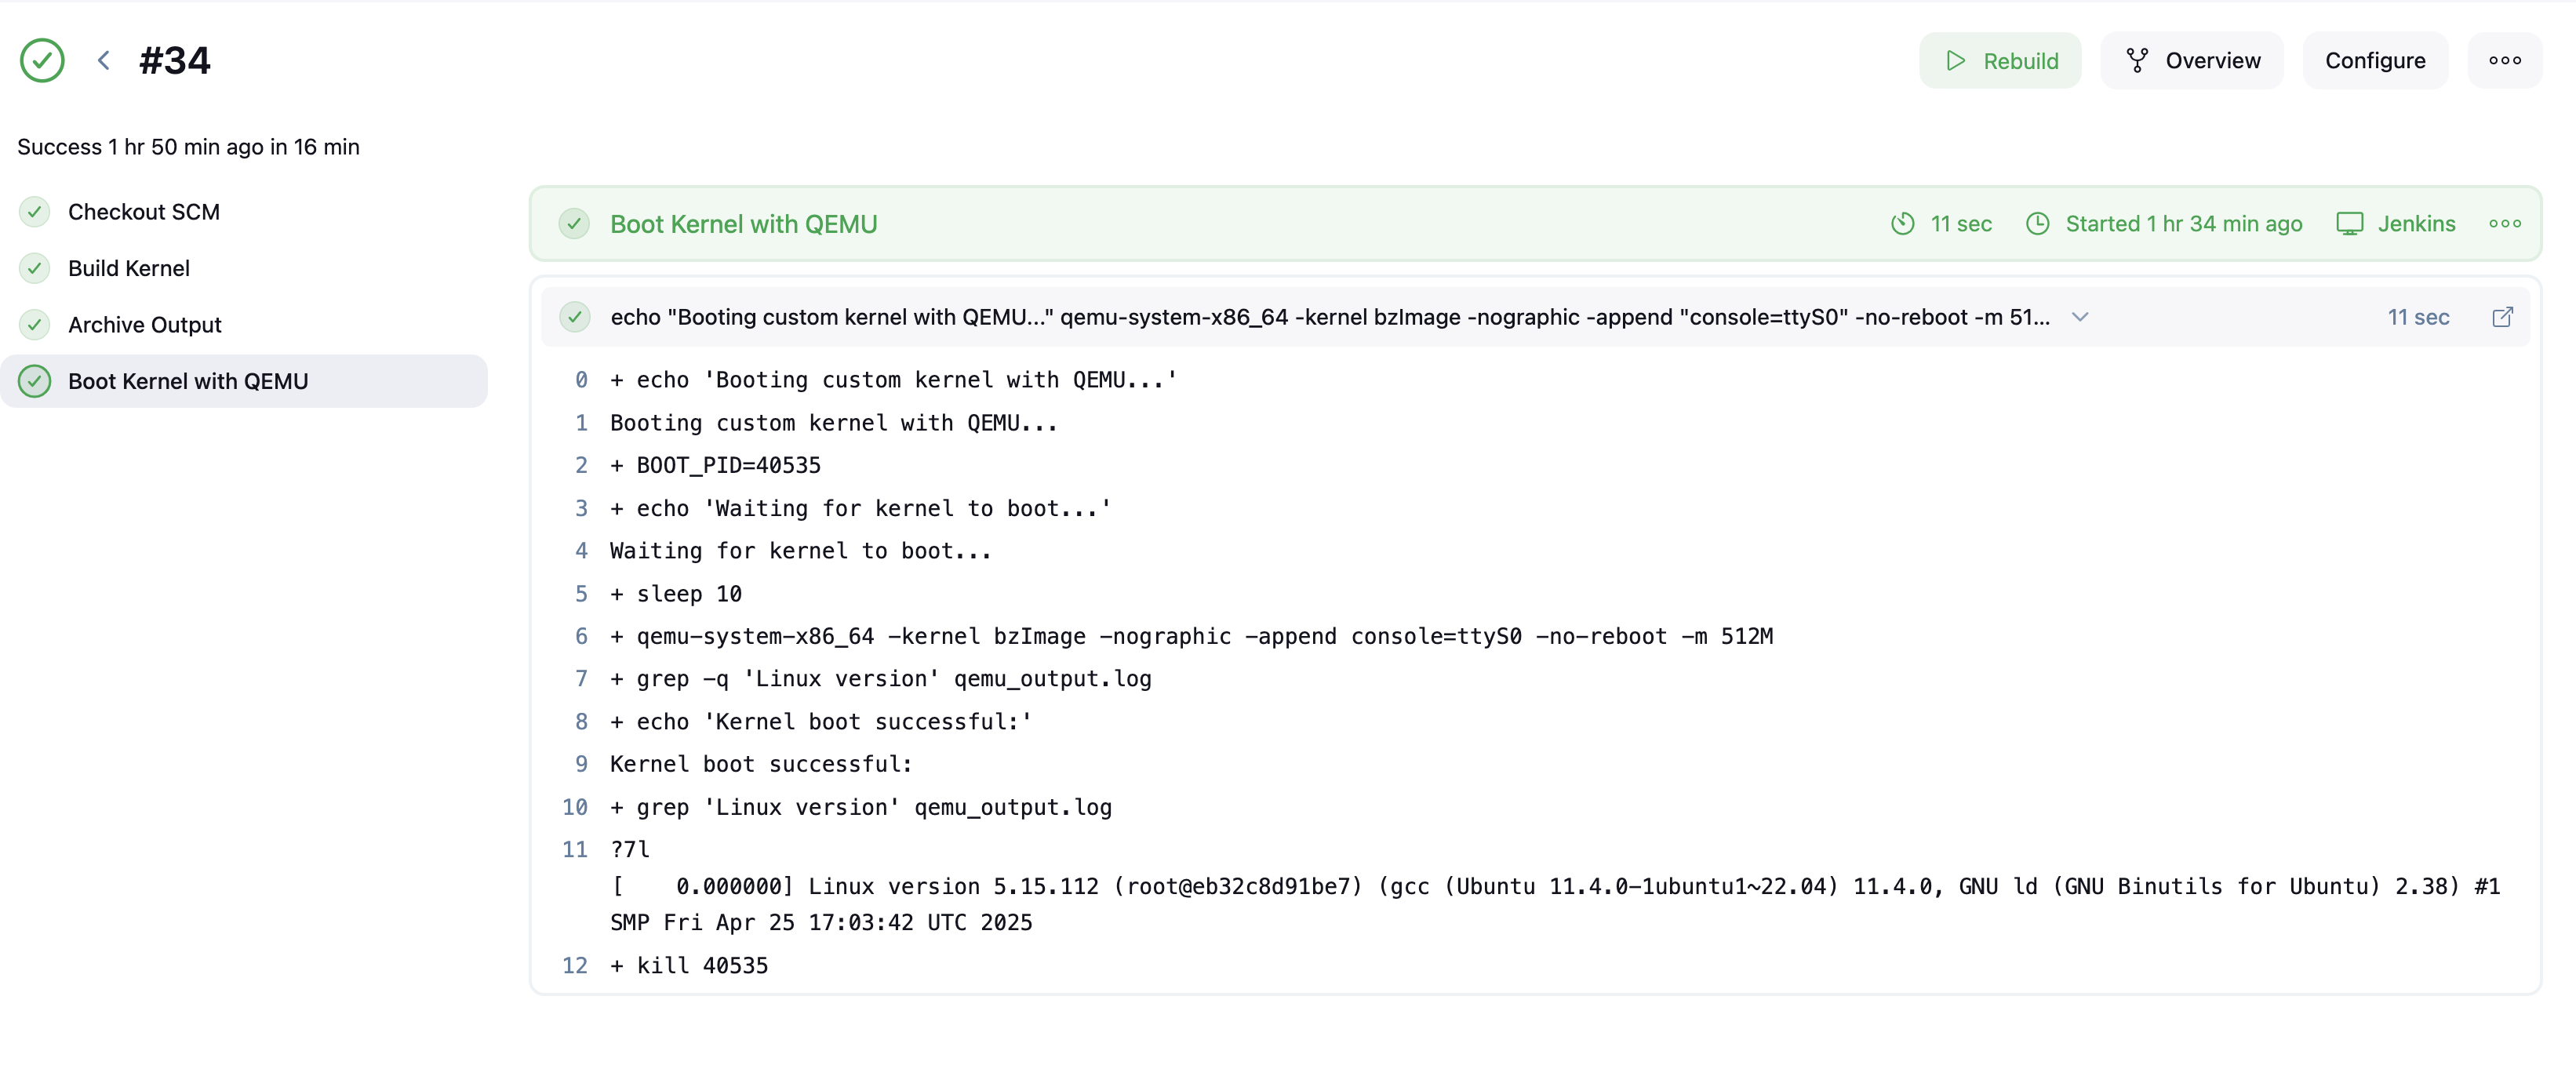 #34
Rebuild
Overview
Configure
Success 1 hr 50 min ago in 16 min
Checkout SCM
Build Kernel
Archive Output
Boot Kernel with QEMU
Boot Kernel with QEMU
11 sec
Started 1 hr 34 min ago
Jenkins
echo "Booting custom kernel with QEMU..." qemu-system-x86_64 -kernel bzImage -nographic -append "console=ttyS0" -no-reboot -m 51...
11 sec
0 + echo 'Booting custom kernel with QEMU...'
1 Booting custom kernel with QEMU...
2 + BOOT_PID=40535
3 + echo 'Waiting for kernel to boot...'
4 Waiting for kernel to boot...
5 + sleep 10
6 + qemu-system-x86_64 -kernel bzImage -nographic -append console=ttyS0 -no-reboot -m 512M
7 + grep -q 'Linux version' qemu_output.log
8 + echo 'Kernel boot successful:'
9 Kernel boot successful:
10 + grep 'Linux version' qemu_output.log
11 ?7l
[    0.000000] Linux version 5.15.112 (root@eb32c8d91be7) (gcc (Ubuntu 11.4.0-1ubuntu1~22.04) 11.4.0, GNU ld (GNU Binutils for Ubuntu) 2.38) #1
SMP Fri Apr 25 17:03:42 UTC 2025
12 + kill 40535